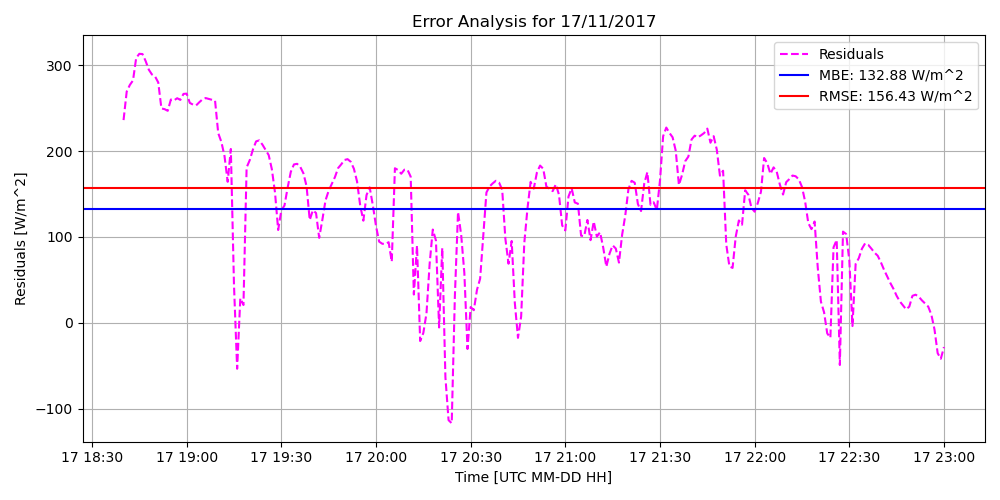 Error Analysis for 17/11/2017
Residuals
MBE: 132.88 W/m^2
RMSE: 156.43 W/m^2
Residuals [W/m^2]
300
200
100
0
−100
17 18:30 17 19:00 17 19:30 17 20:00 17 20:30 17 21:00 17 21:30 17 22:00 17 22:30 17 23:00
Time [UTC MM-DD HH]